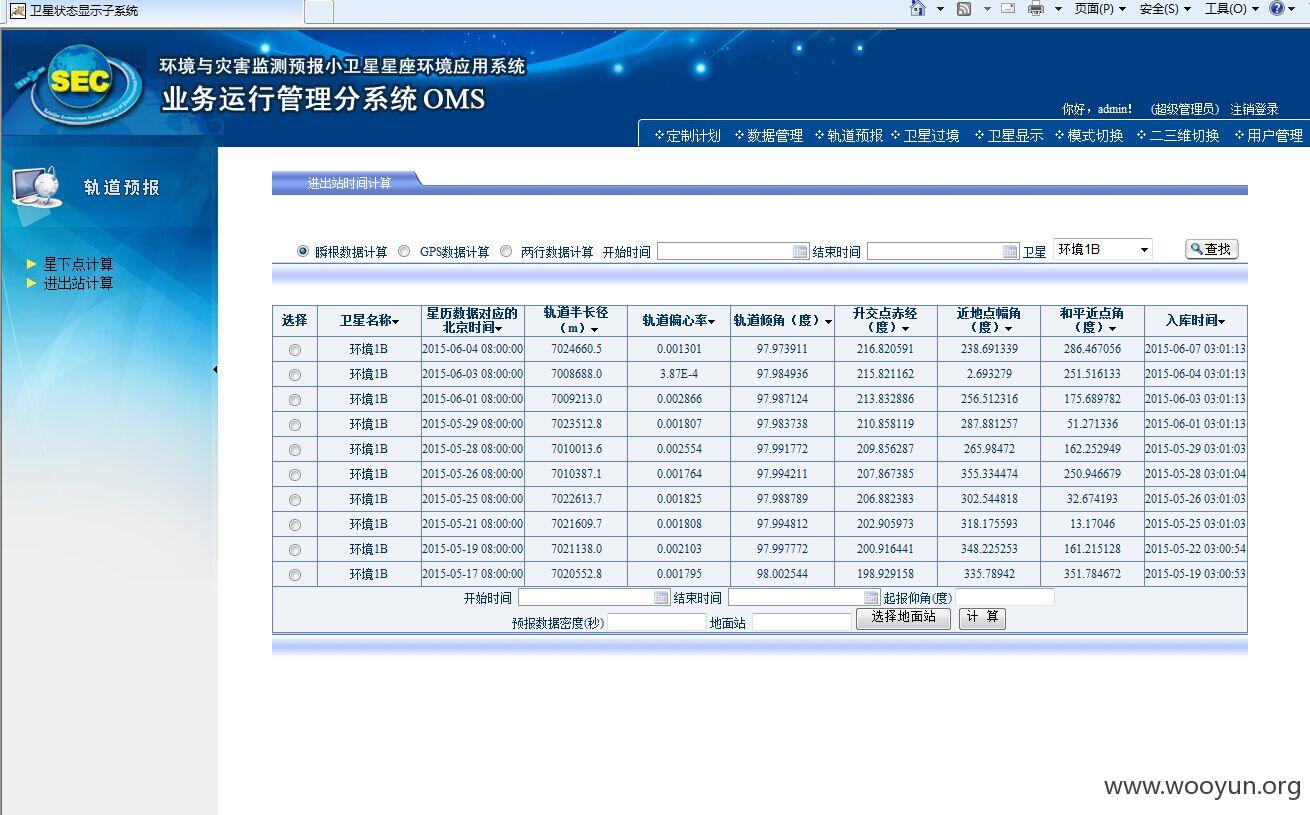 卫星状态显示子系统
页面(P) 安全(S) 工具(O)
SEC
环境与灾害监测预报小卫星星座环境应用系统
业务运行管理分系统 OMS
你好，admin! (超级管理员) 注销登录
定制计划 数据管理 轨道预报 卫星过境 卫星显示 模式切换 二三维切换 用户管理
轨道预报
星下点计算
进出站计算
进出站时间计算
瞬根数据计算 GPS数据计算 两行数据计算 开始时间 结束时间 卫星 环境1B 查找
选择 卫星名称 星历数据对应的北京时间 轨道半长径（m） 轨道偏心率 轨道倾角（度） 升交点赤经（度） 近地点幅角（度） 和平近点角（度） 入库时间
环境1B 2015-06-04 08:00:00 7024660.5 0.001301 97.973911 216.820591 238.691339 286.467056 2015-06-07 03:01:13
环境1B 2015-06-03 08:00:00 7008688.0 3.87E-4 97.984936 215.821162 2.693279 251.516133 2015-06-04 03:01:13
环境1B 2015-06-01 08:00:00 7009213.0 0.002866 97.987124 213.832886 256.512316 175.689782 2015-06-03 03:01:13
环境1B 2015-05-29 08:00:00 7023512.8 0.001807 97.983738 210.858119 287.881257 51.271336 2015-06-01 03:01:13
环境1B 2015-05-28 08:00:00 7010013.6 0.002554 97.991772 209.856287 265.98472 162.252949 2015-05-29 03:01:03
环境1B 2015-05-26 08:00:00 7010387.1 0.001764 97.994211 207.867385 355.334474 250.946679 2015-05-28 03:01:04
环境1B 2015-05-25 08:00:00 7022613.7 0.001825 97.988789 206.882383 302.544818 32.674193 2015-05-26 03:01:03
环境1B 2015-05-21 08:00:00 7021609.7 0.001808 97.994812 202.905973 318.175593 13.17046 2015-05-25 03:01:03
环境1B 2015-05-19 08:00:00 7021138.0 0.002103 97.997772 200.916441 348.225253 161.215128 2015-05-22 03:00:54
环境1B 2015-05-17 08:00:00 7020552.8 0.001795 98.002544 198.929158 335.78942 351.784672 2015-05-19 03:00:53
开始时间 结束时间 起报仰角(度)
预报数据密度(秒) 地面站 选择地面站 计 算
www.wooyun.org